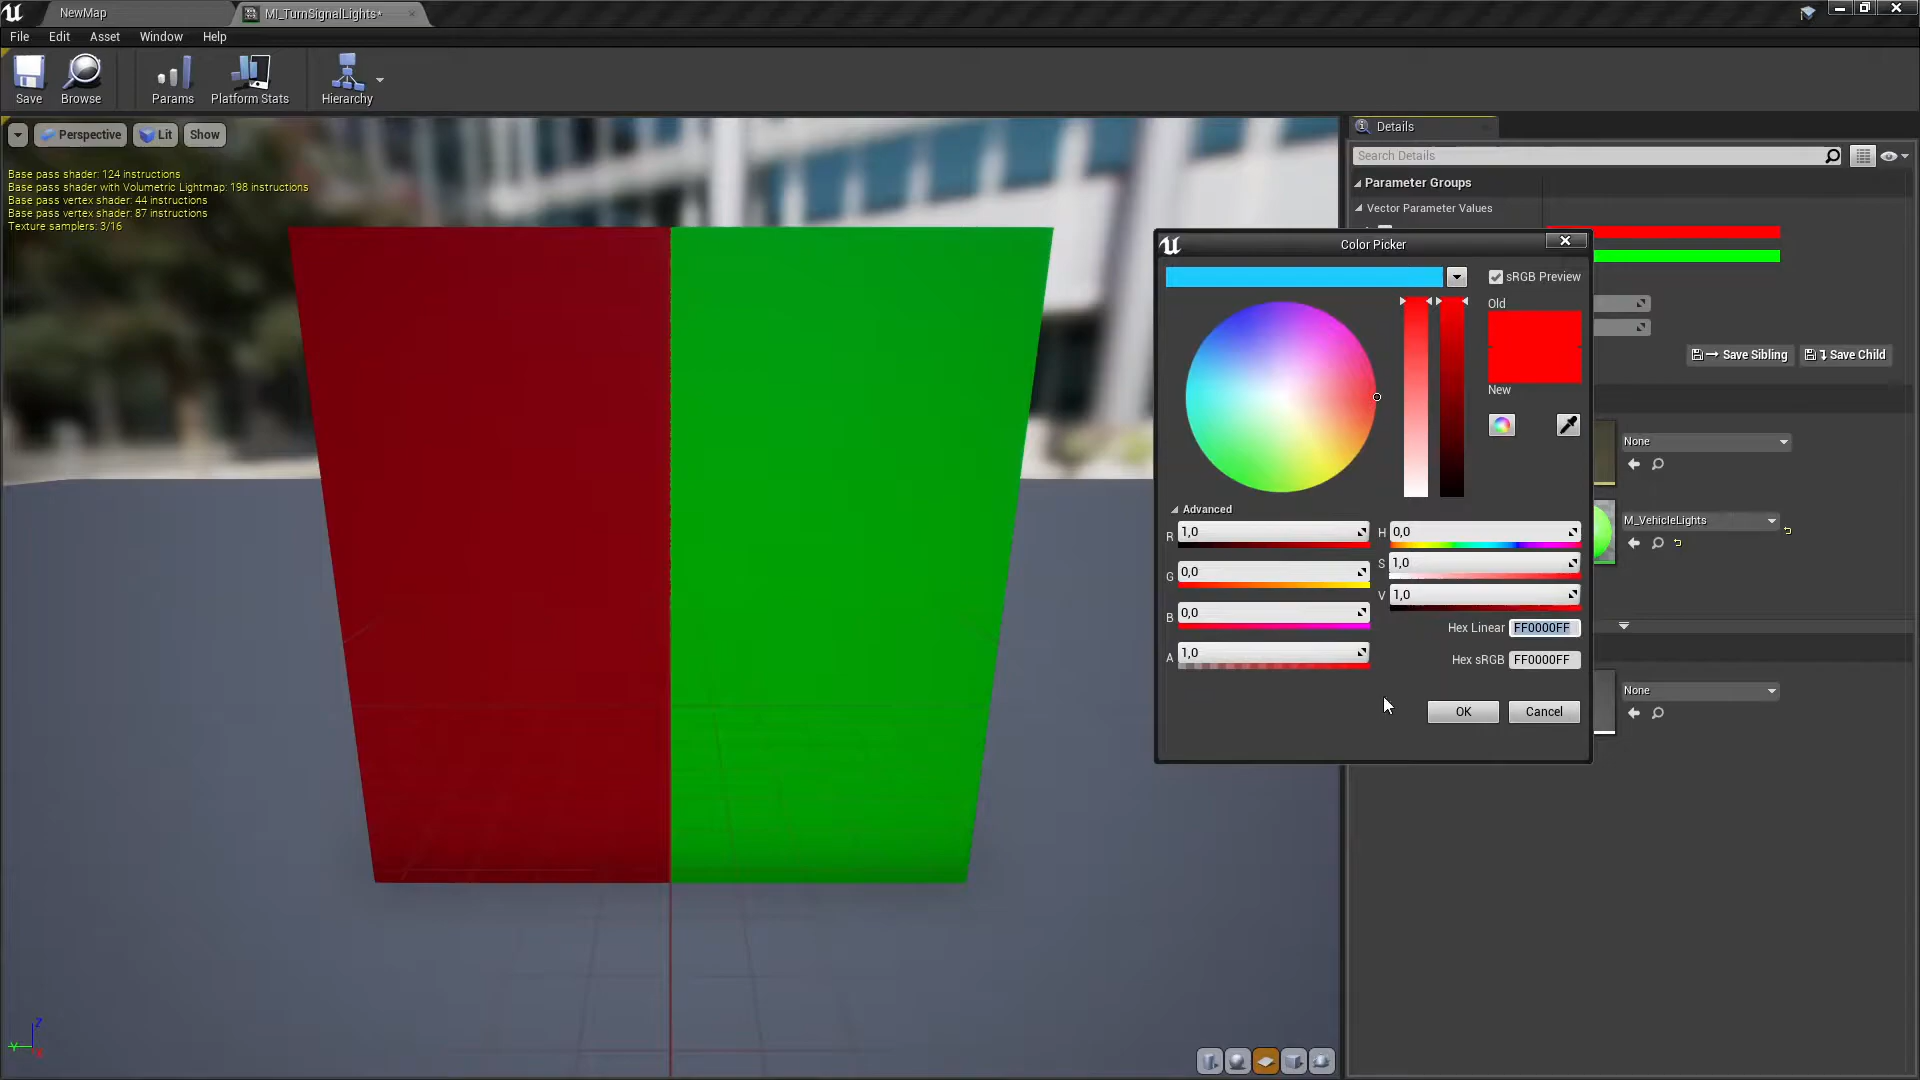 NewMap
MI_TurnSignalLights*
File Edit Asset Window Help
Save Browse Params Platform Stats Hierarchy
Perspective Lit Show
Base pass shader: 124 instructions
Base pass shader with Volumetric Lightmap: 198 instructions
Base pass vertex shader: 44 instructions
Base pass vertex shader: 87 instructions
Texture samplers: 3/16
Details
Search Details
Parameter Groups
Vector Parameter Values
Save Sibling Save Child
None
M_VehicleLights
None
Color Picker
sRGB Preview
Old
New
Advanced
R 1,0 H 0,0
G 0,0 S 1,0
B 0,0 V 1,0
A 1,0
Hex Linear FF0000FF
Hex sRGB FF0000FF
OK Cancel
Z
Y
X